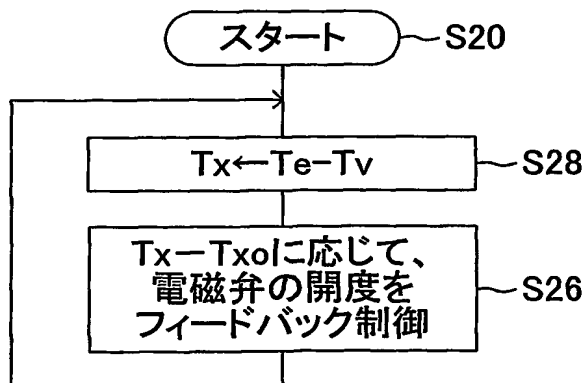 スタート
S20
Tx←Te−Tv
S28
Tx−Txoに応じて、
電磁弁の開度を
フィードバック制御
S26